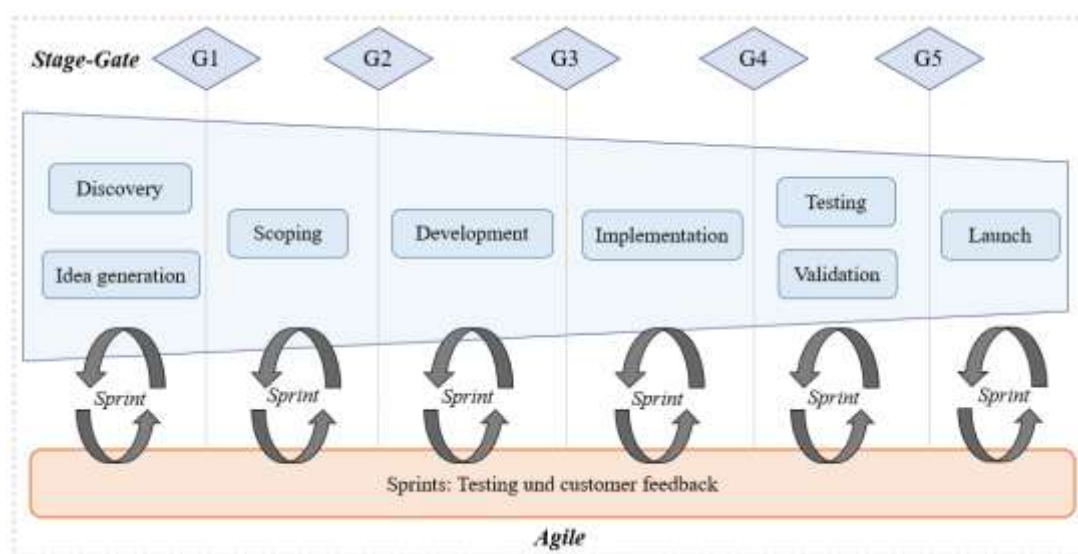 Stage-Gate G1 G2 G3 G4 G5
Discovery
Idea generation
Scoping
Development
Implementation
Testing
Validation
Launch
Sprint Sprint Sprint Sprint Sprint Sprint
Sprints: Testing und customer feedback
Agile